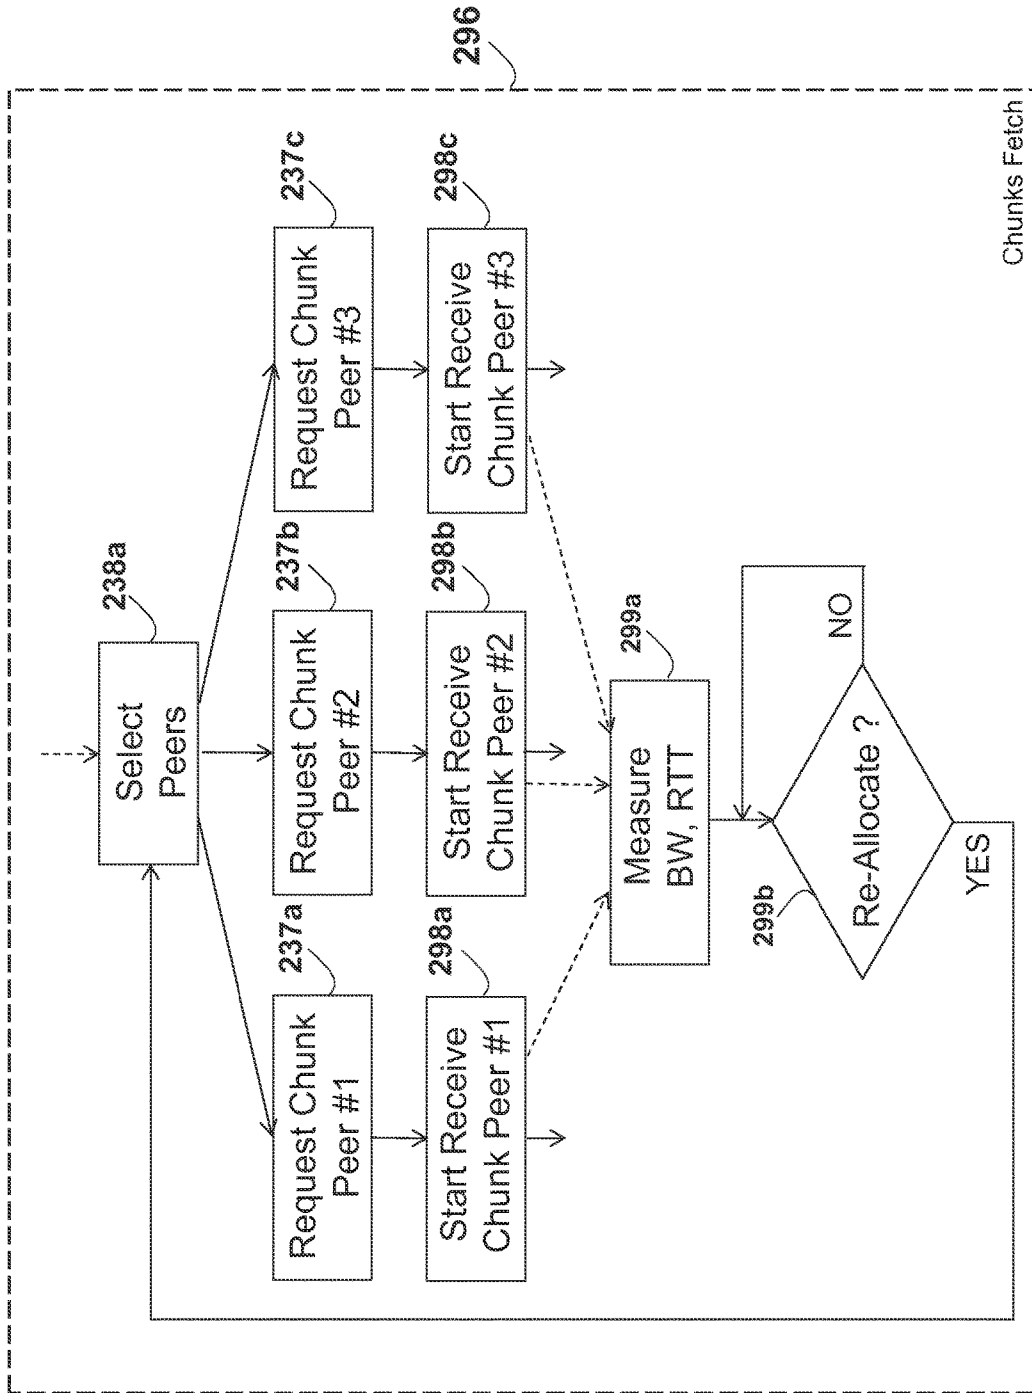 296
238a
Select
Peers
237a
237b
237c
Request Chunk
Peer #1
Request Chunk
Peer #2
Request Chunk
Peer #3
298a
298b
298c
Start Receive
Chunk Peer #1
Start Receive
Chunk Peer #2
Start Receive
Chunk Peer #3
299a
Measure
BW, RTT
299b
Re-Allocate ?
NO
YES
Chunks Fetch